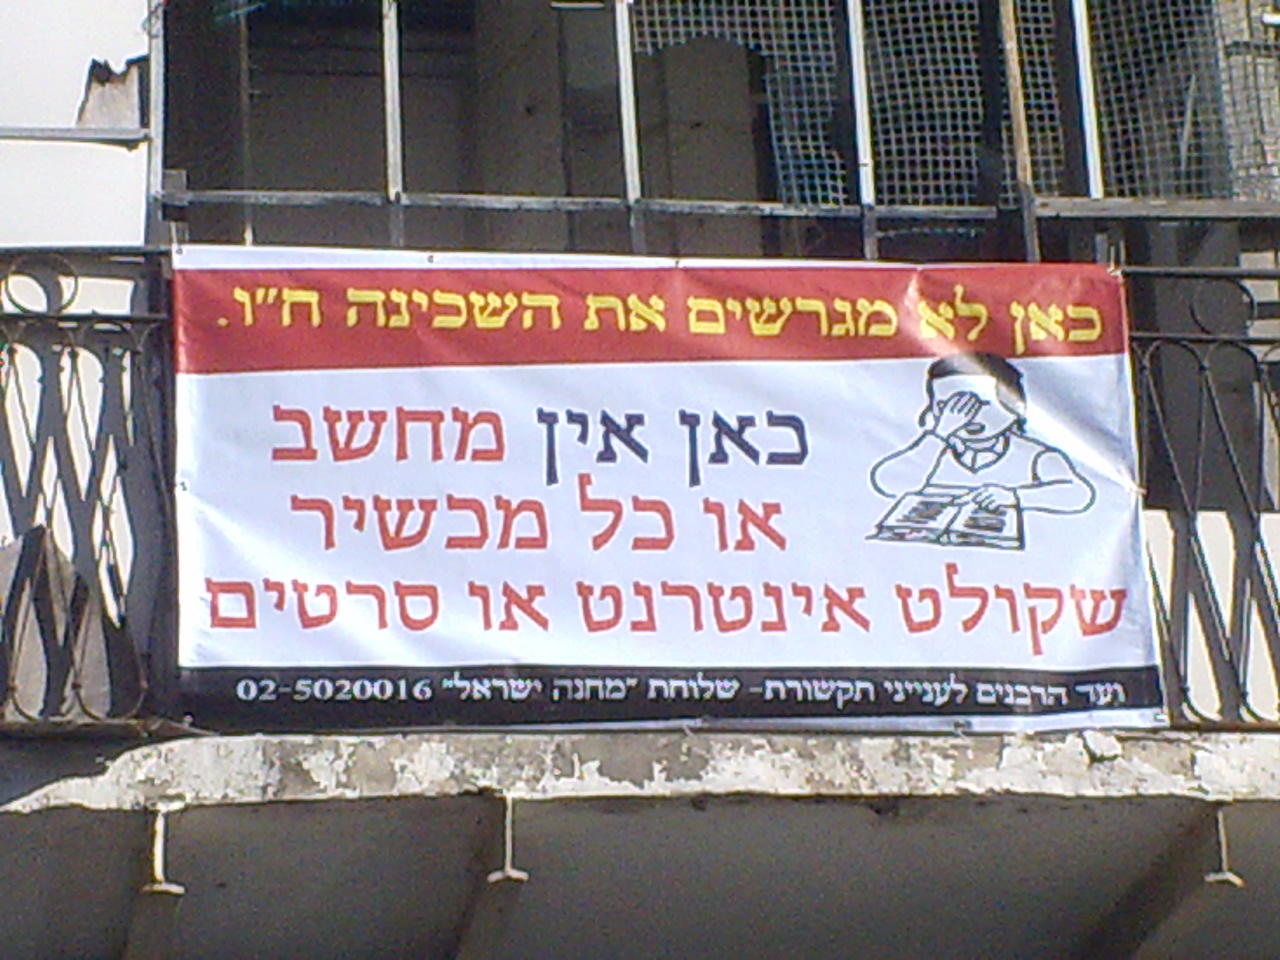 כאן לא מגרשים את השכינה ח"ו.
כאן אין מחשב
או כל מכשיר
שקולט אינטרנט או סרטים
ועד הרבנים לענייני תקשורת- שלוחת "מחנה ישראל" 02-5020016